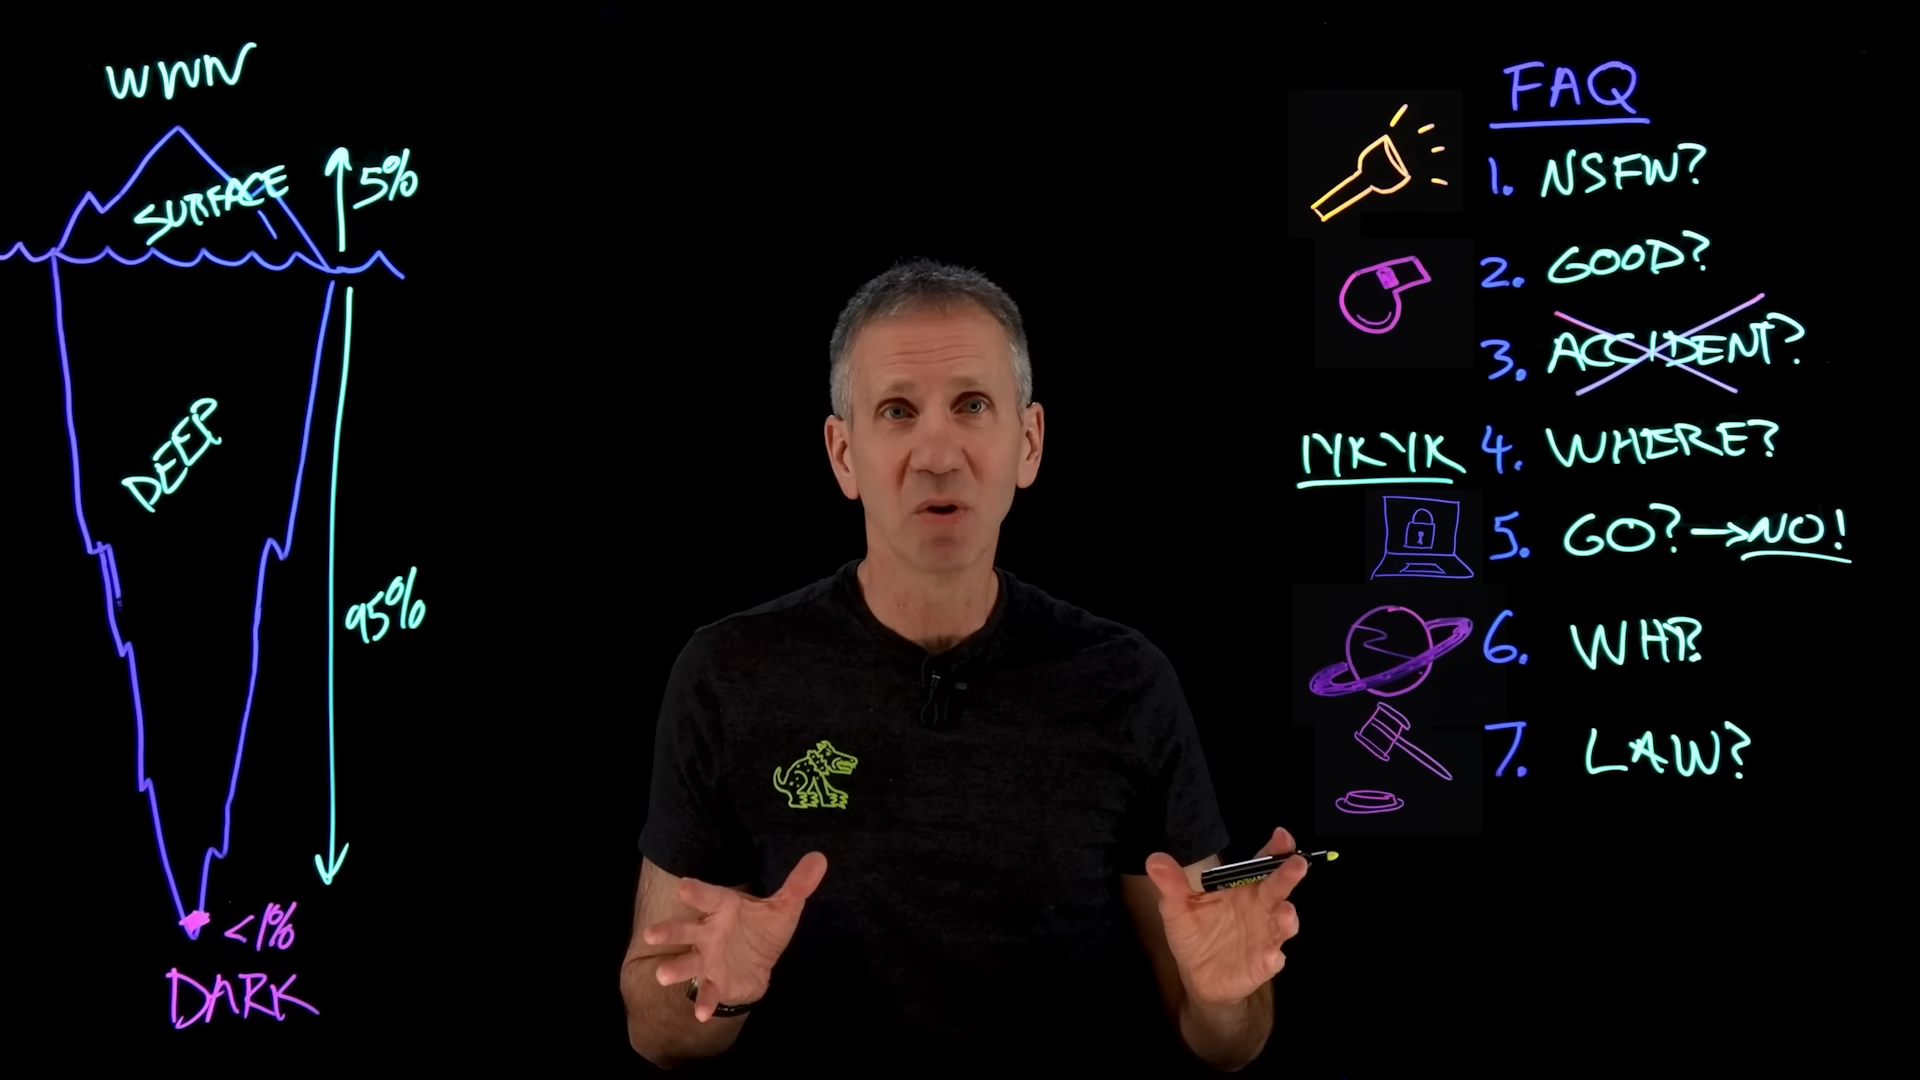 WWW
SURFACE
5%
DEEP
95%
<1%
DARK
FAQ
1. NSFW?
2. GOOD?
3. ACCIDENT?
IYKYK 4. WHERE?
5. GO? → NO!
6. WHY?
7. LAW?